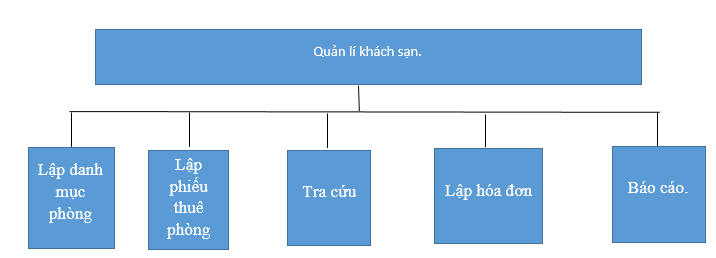 Quản lí khách sạn.
Lập danh
mục
phòng
Lập
phiếu
thuê
phòng
Tra cứu
Lập hóa đơn
Báo cáo.